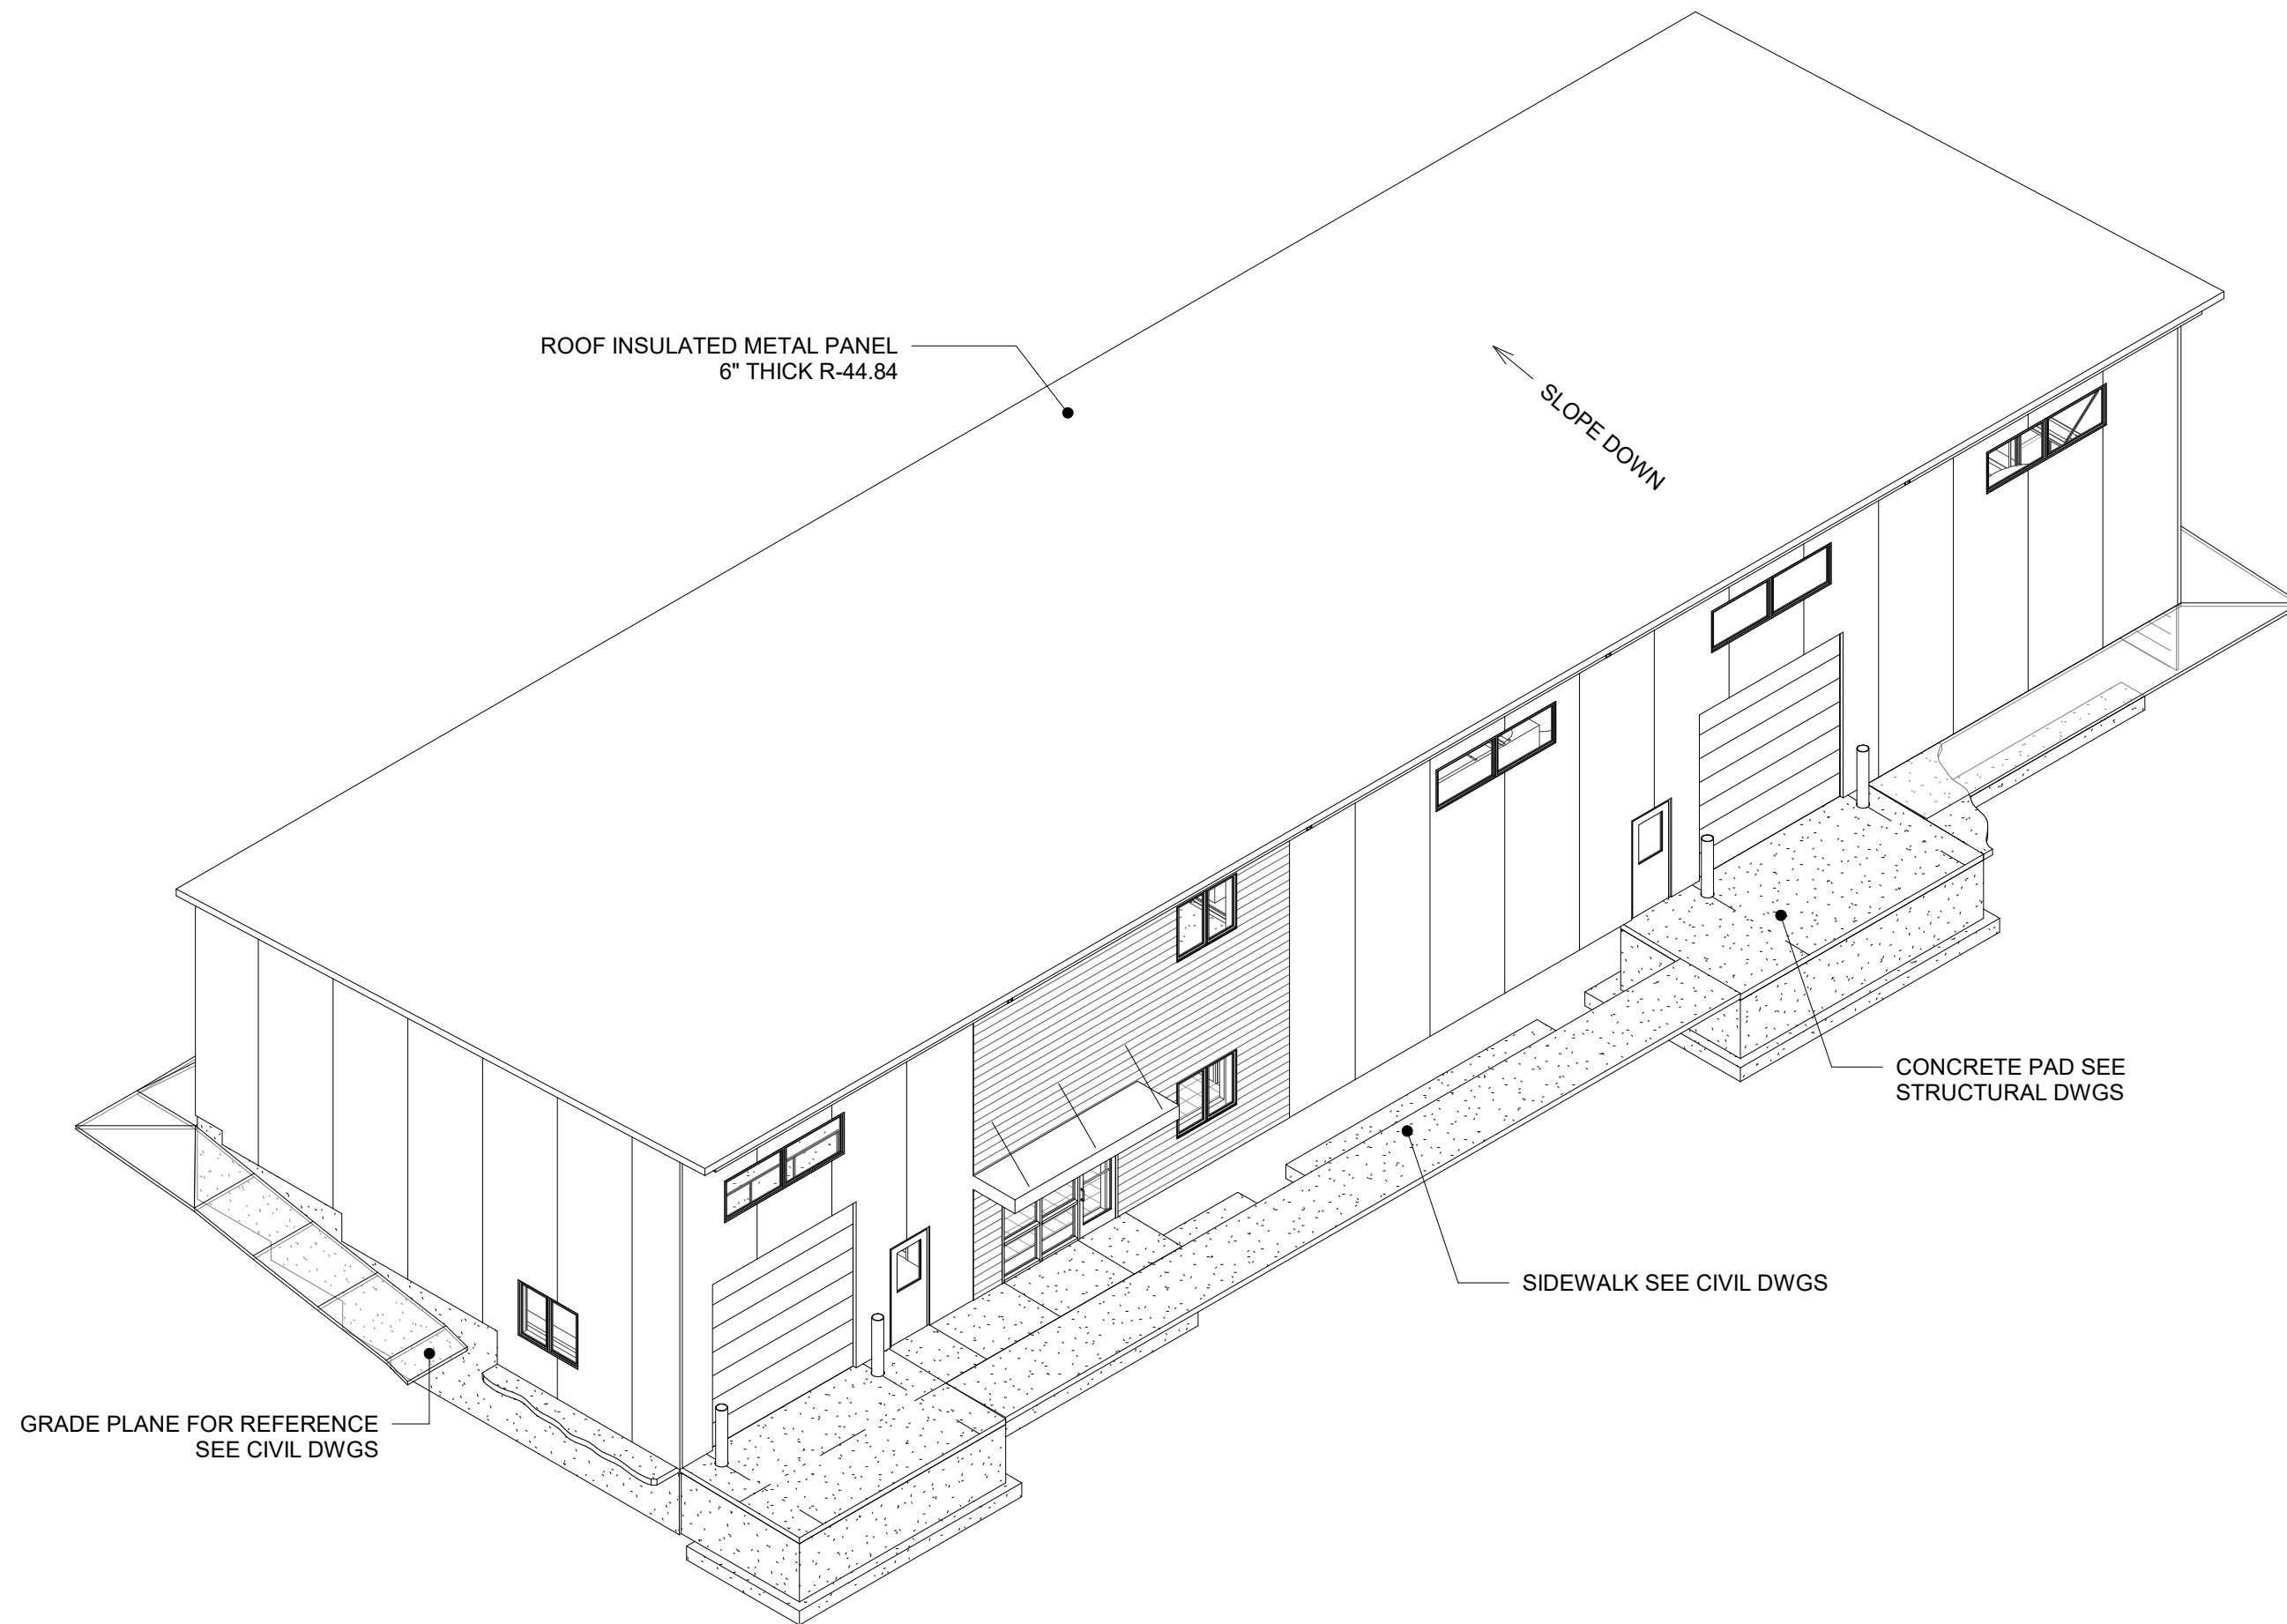 ROOF INSULATED METAL PANEL
6" THICK R-44.84
SLOPE DOWN
CONCRETE PAD SEE
STRUCTURAL DWGS
SIDEWALK SEE CIVIL DWGS
GRADE PLANE FOR REFERENCE
SEE CIVIL DWGS